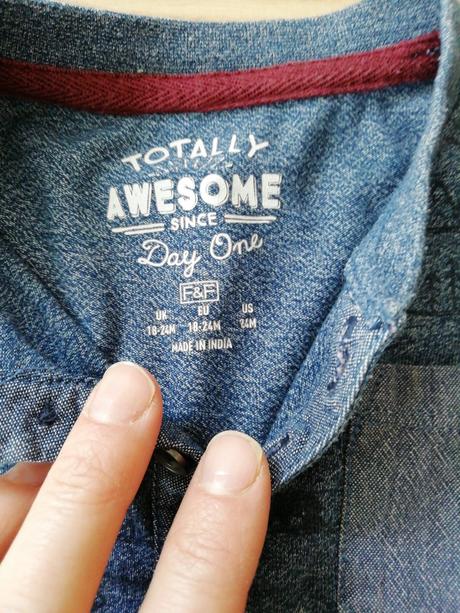 TOTALLY
AWESOME
SINCE
Day One
F&F
UK EU US
18-24M 18-24M 24M
MADE IN INDIA